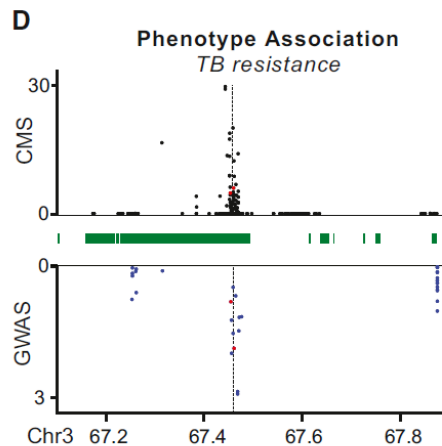 D
Phenotype Association
TB resistance
30
CMS
0
0
GWAS
3
Chr3 67.2 67.4 67.6 67.8